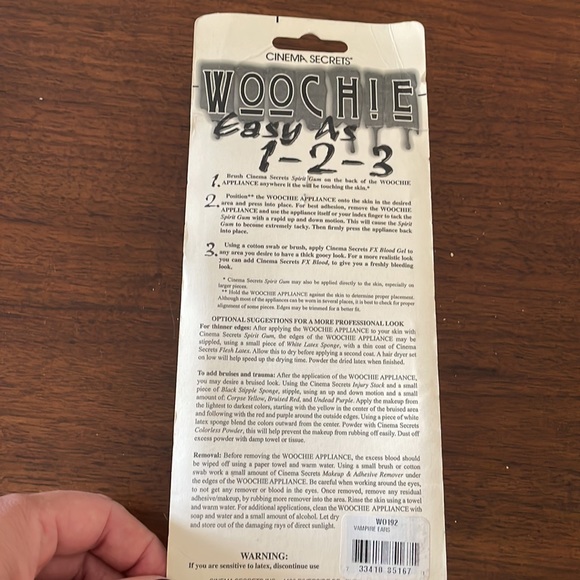 CINEMA SECRETS®
WOOCHIE
Easy As
1-2-3
1. Brush Cinema Secrets Spirit Gum on the back of the WOOCHIE
APPLIANCE anywhere it the will be touching the skin.*
2. Position** the WOOCHIE APPLIANCE onto the skin in the desired
area and press into place. For best adhesion, remove the WOOCHIE
APPLIANCE and use the appliance itself or your index finger to tack the
Spirit Gum with a rapid up and down motion. This will cause the Spirit
Gum to become extremely tacky. Then firmly press the appliance back
into place.
3. Using a cotton swab or brush, apply Cinema Secrets FX Blood Gel to
any area you desire to have a thick gooey look. For a more realistic look
you can add Cinema Secrets FX Blood, to give you a freshly bleeding
look.
* Cinema Secrets Spirit Gum may also be applied directly to the skin, especially on
larger pieces.
** Hold the WOOCHIE APPLIANCE against the skin to determine proper placement.
Although most of the appliances can be worn in several places, it is best to check for proper
alignment of some pieces. Edges may be trimmed for a better fit.
OPTIONAL SUGGESTIONS FOR A MORE PROFESSIONAL LOOK
For thinner edges: After applying the WOOCHIE APPLIANCE to your skin with
Cinema Secrets Spirit Gum, the edges of the WOOCHIE APPLIANCE may be
stippled, using a small piece of White Latex Sponge, with a thin coat of Cinema
Secrets Flesh Latex. Allow this to dry before applying a second coat. A hair dryer set
on low will help speed up the drying time. Powder the dried latex when finished.
To add bruises and trauma: After the application of the WOOCHIE APPLIANCE,
you may desire a bruised look. Using the Cinema Secrets Injury Stack and a small
piece of Black Stipple Sponge, stipple, using an up and down motion and a small
amount of: Corpse Yellow, Bruised Red, and Undead Purple. Apply the makeup from
the lightest to darkest colors, starting with the yellow in the center of the bruised area
and following with the red and purple around the outside edges. Using a piece of white
latex sponge blend the colors outward from the center. Powder with Cinema Secrets
Colorless Powder, this will help prevent the makeup from rubbing off easily. Dust off
excess powder with damp towel or tissue.
Removal: Before removing the WOOCHIE APPLIANCE, the excess blood should
be wiped off using a paper towel and warm water. Using a small brush or cotton
swab work a small amount of Cinema Secrets Makeup & Adhesive Remover under
the edges of the WOOCHIE APPLIANCE. Be careful when working around the eyes,
to not get any remover or blood in the eyes. Once removed, remove any residual
adhesive/makeup, by rubbing more remover into the area. Rinse the skin using a towel
and warm water. For additional applications, clean the WOOCHIE APPLIANCE with
soap and water and a small amount of alcohol. Let dry
and store out of the damaging rays of direct sunlight.
WO192
VAMPIRE EARS
33410 85167
WARNING:
If you are sensitive to latex, discontinue use